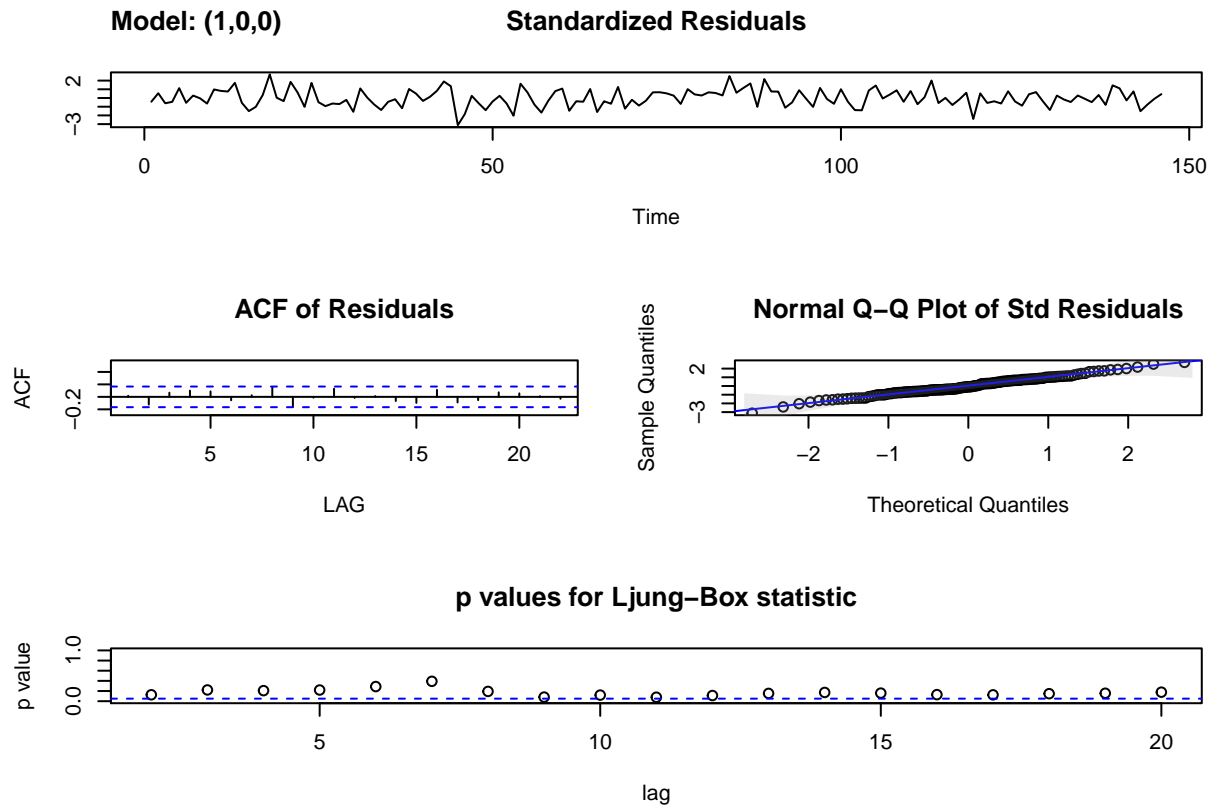 Model: (1,0,0) Standardized Residuals
2
−3
0 50 100 150
Time
ACF of Residuals
ACF
−0.2
5 10 15 20
LAG
Normal Q−Q Plot of Std Residuals
Sample Quantiles
2
−3
−2 −1 0 1 2
Theoretical Quantiles
p values for Ljung−Box statistic
p value
1.0
0.0
5 10 15 20
lag